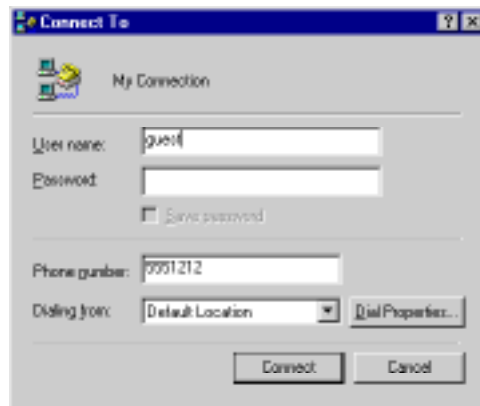 Connect To
My Connection
User name: guest
Password:
Save password
Phone number: 5551212
Dialing from: Default Location Dial Properties...
Connect Cancel